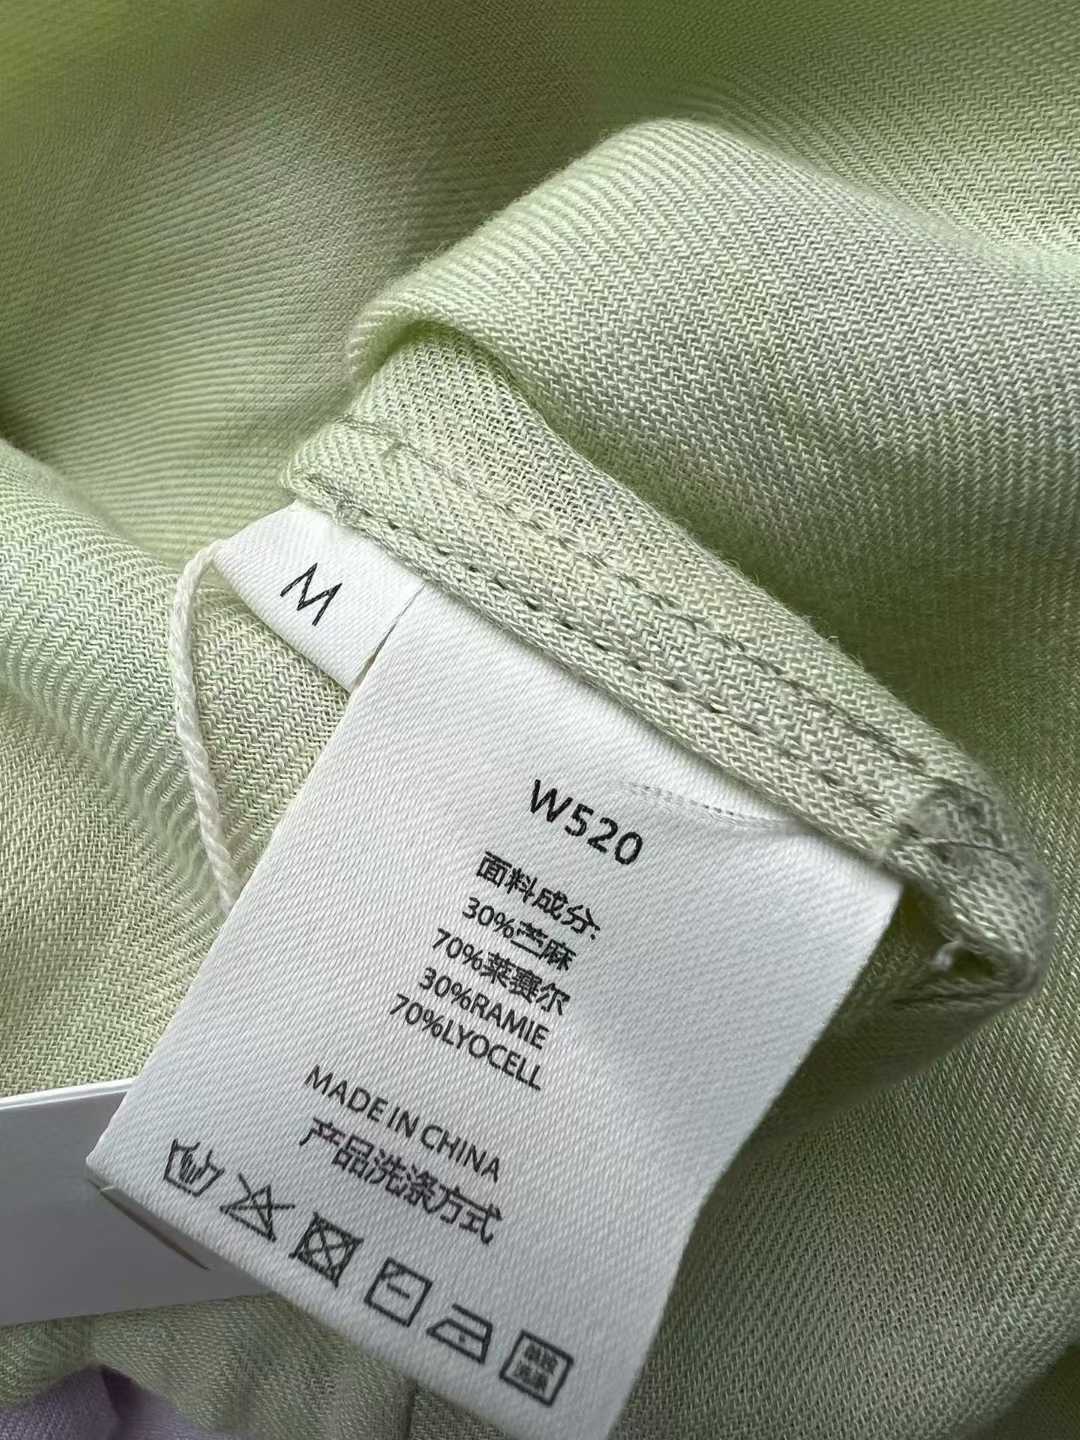 M
W520
面料成分:
30%苎麻
70%莱赛尔
30%RAMIE
70%LYOCELL
MADE IN CHINA
产品洗涤方式